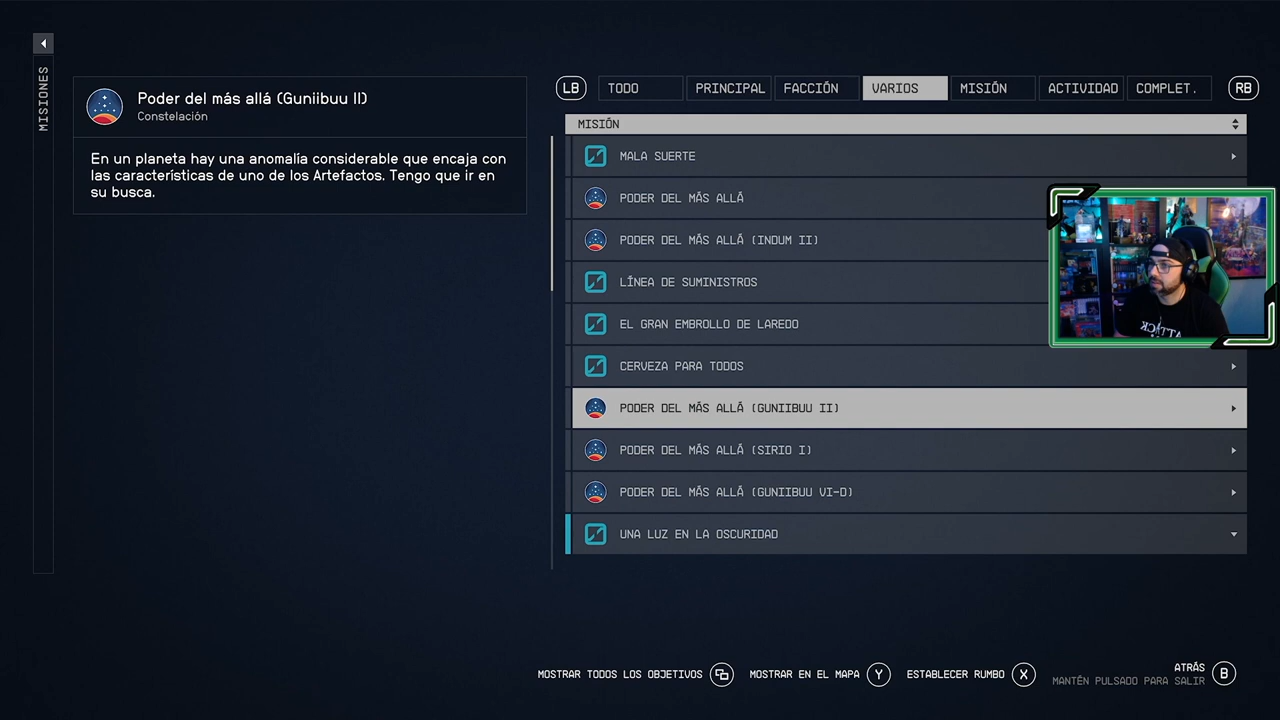 MISIONES
Poder del más allá (Guniibuu II)
Constelación
En un planeta hay una anomalía considerable que encaja con
las características de uno de los Artefactos. Tengo que ir en
su busca.
LB
TODO
PRINCIPAL
FACCIÓN
VARIOS
MISIÓN
ACTIVIDAD
COMPLET.
RB
MISIÓN
MALA SUERTE
PODER DEL MÁS ALLÁ
PODER DEL MÁS ALLÁ (INDUM II)
LÍNEA DE SUMINISTROS
EL GRAN EMBROLLO DE LAREDO
CERVEZA PARA TODOS
PODER DEL MÁS ALLÁ (GUNIIBUU II)
PODER DEL MÁS ALLÁ (SIRIO I)
PODER DEL MÁS ALLÁ (GUNIIBUU VI-D)
UNA LUZ EN LA OSCURIDAD
MOSTRAR TODOS LOS OBJETIVOS
MOSTRAR EN EL MAPA Y
ESTABLECER RUMBO X
ATRÁS B
MANTÉN PULSADO PARA SALIR